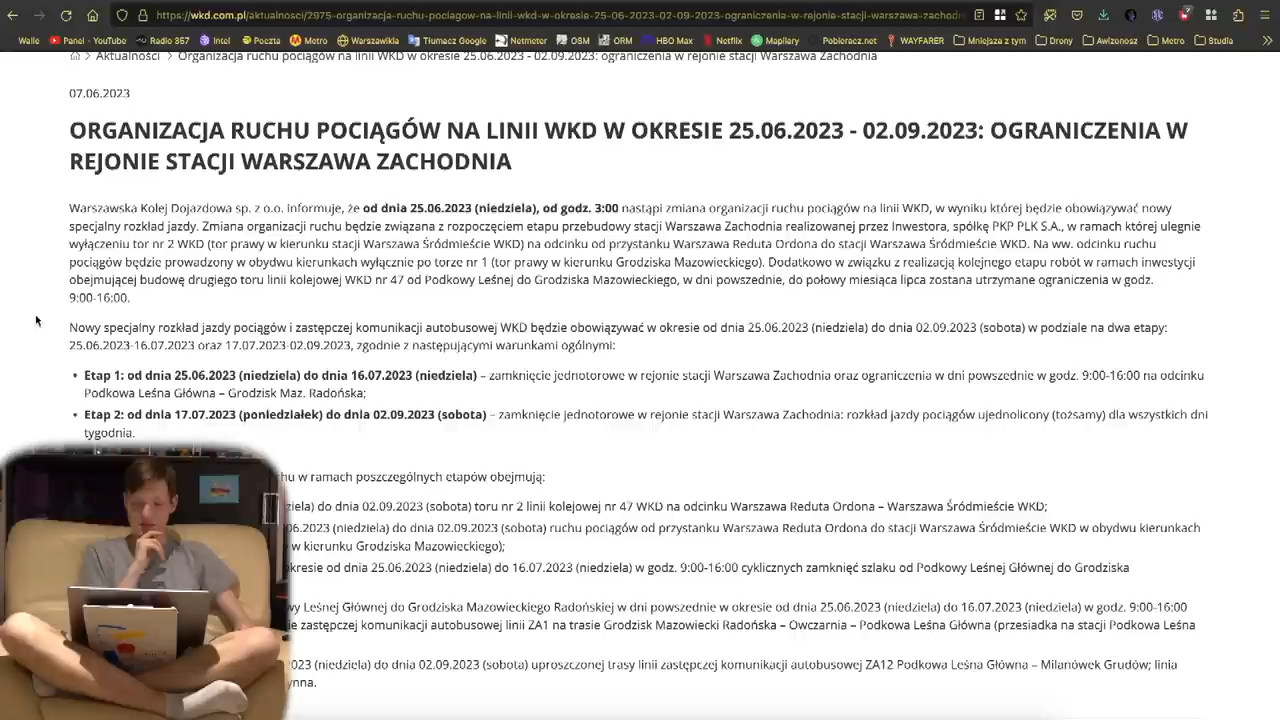 https://wkd.com.pl/aktualnosci/2975-organizacja-ruchu-pociagow-na-linii-wkd-w-okresie-25-06-2023-02-09-2023-ograniczenia-w-rejonie-stacji-warszawa-zachodn
Walle Panel - YouTube Radio 357 Intel Poczta Metro Warszawikia Tłumacz Google Netmeter OSM ORM HBO Max Netflix Mapilary Pobieracz.net WAYFARER Mniejsza z tym Drony Awizonosz Metro Studia
Aktualności > Organizacja ruchu pociągów na linii WKD w okresie 25.06.2023 - 02.09.2023: ograniczenia w rejonie stacji Warszawa Zachodnia
07.06.2023
ORGANIZACJA RUCHU POCIĄGÓW NA LINII WKD W OKRESIE 25.06.2023 - 02.09.2023: OGRANICZENIA W
REJONIE STACJI WARSZAWA ZACHODNIA
Warszawska Kolej Dojazdowa sp. z o.o. informuje, że od dnia 25.06.2023 (niedziela), od godz. 3:00 nastąpi zmiana organizacji ruchu pociągów na linii WKD, w wyniku której będzie obowiązywać nowy
specjalny rozkład jazdy. Zmiana organizacji ruchu będzie związana z rozpoczęciem etapu przebudowy stacji Warszawa Zachodnia realizowanej przez Inwestora, spółkę PKP PLK S.A., w ramach której ulegnie
wyłączeniu tor nr 2 WKD (tor prawy w kierunku stacji Warszawa Śródmieście WKD) na odcinku od przystanku Warszawa Reduta Ordona do stacji Warszawa Śródmieście WKD. Na ww. odcinku ruchu
pociągów będzie prowadzony w obydwu kierunkach wyłącznie po torze nr 1 (tor prawy w kierunku Grodziska Mazowieckiego). Dodatkowo w związku z realizacją kolejnego etapu robót w ramach inwestycji
obejmującej budowę drugiego toru linii kolejowej WKD nr 47 od Podkowy Leśnej do Grodziska Mazowieckiego, w dni powszednie, do połowy miesiąca lipca zostana utrzymane ograniczenia w godz.
9:00-16:00.
Nowy specjalny rozkład jazdy pociągów i zastępczej komunikacji autobusowej WKD będzie obowiązywać w okresie od dnia 25.06.2023 (niedziela) do dnia 02.09.2023 (sobota) w podziale na dwa etapy:
25.06.2023-16.07.2023 oraz 17.07.2023-02.09.2023, zgodnie z następującymi warunkami ogólnymi:
• Etap 1: od dnia 25.06.2023 (niedziela) do dnia 16.07.2023 (niedziela) – zamknięcie jednotorowe w rejonie stacji Warszawa Zachodnia oraz ograniczenia w dni powszednie w godz. 9:00-16:00 na odcinku
Podkowa Leśna Główna – Grodzisk Maz. Radońska;
• Etap 2: od dnia 17.07.2023 (poniedziałek) do dnia 02.09.2023 (sobota) – zamknięcie jednotorowe w rejonie stacji Warszawa Zachodnia: rozkład jazdy pociągów ujednolicony (tożsamy) dla wszystkich dni
tygodnia.
w ramach poszczególnych etapów obejmują:
do dnia 02.09.2023 (sobota) toru nr 2 linii kolejowej nr 47 WKD na odcinku Warszawa Reduta Ordona – Warszawa Śródmieście WKD;
(niedziela) do dnia 02.09.2023 (sobota) ruchu pociągów od przystanku Warszawa Reduta Ordona do stacji Warszawa Śródmieście WKD w obydwu kierunkach
w kierunku Grodziska Mazowieckiego);
okresie od dnia 25.06.2023 (niedziela) do 16.07.2023 (niedziela) w godz. 9:00-16:00 cyklicznych zamknięć szlaku od Podkowy Leśnej Głównej do Grodziska
Leśnej Głównej do Grodziska Mazowieckiego Radońskiej w dni powszednie w okresie od dnia 25.06.2023 (niedziela) do 16.07.2023 (niedziela) w godz. 9:00-16:00
zastępczej komunikacji autobusowej linii ZA1 na trasie Grodzisk Mazowiecki Radońska – Owczarnia – Podkowa Leśna Główna (przesiadka na stacji Podkowa Leśna
(niedziela) do dnia 02.09.2023 (sobota) uproszczonej trasy linii zastępczej komunikacji autobusowej ZA12 Podkowa Leśna Główna – Milanówek Grudów; linia